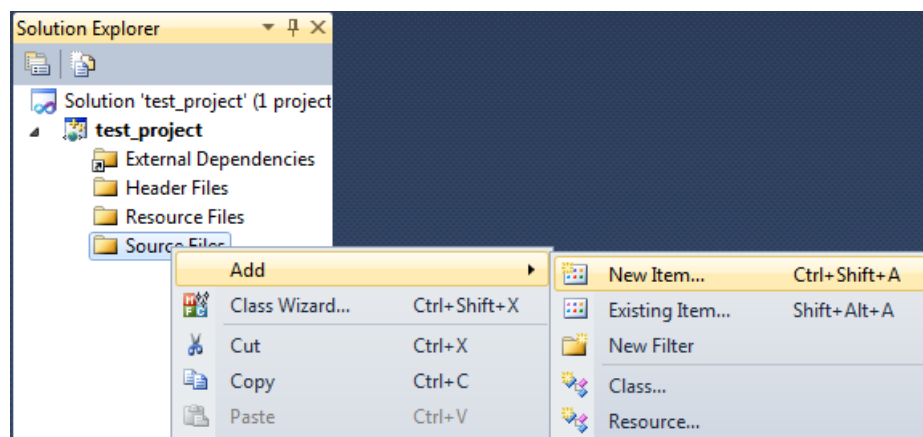 Solution Explorer
Solution 'test_project' (1 project
test_project
External Dependencies
Header Files
Resource Files
Source Files
Add
Class Wizard... Ctrl+Shift+X
Cut Ctrl+X
Copy Ctrl+C
Paste Ctrl+V
New Item... Ctrl+Shift+A
Existing Item... Shift+Alt+A
New Filter
Class...
Resource...